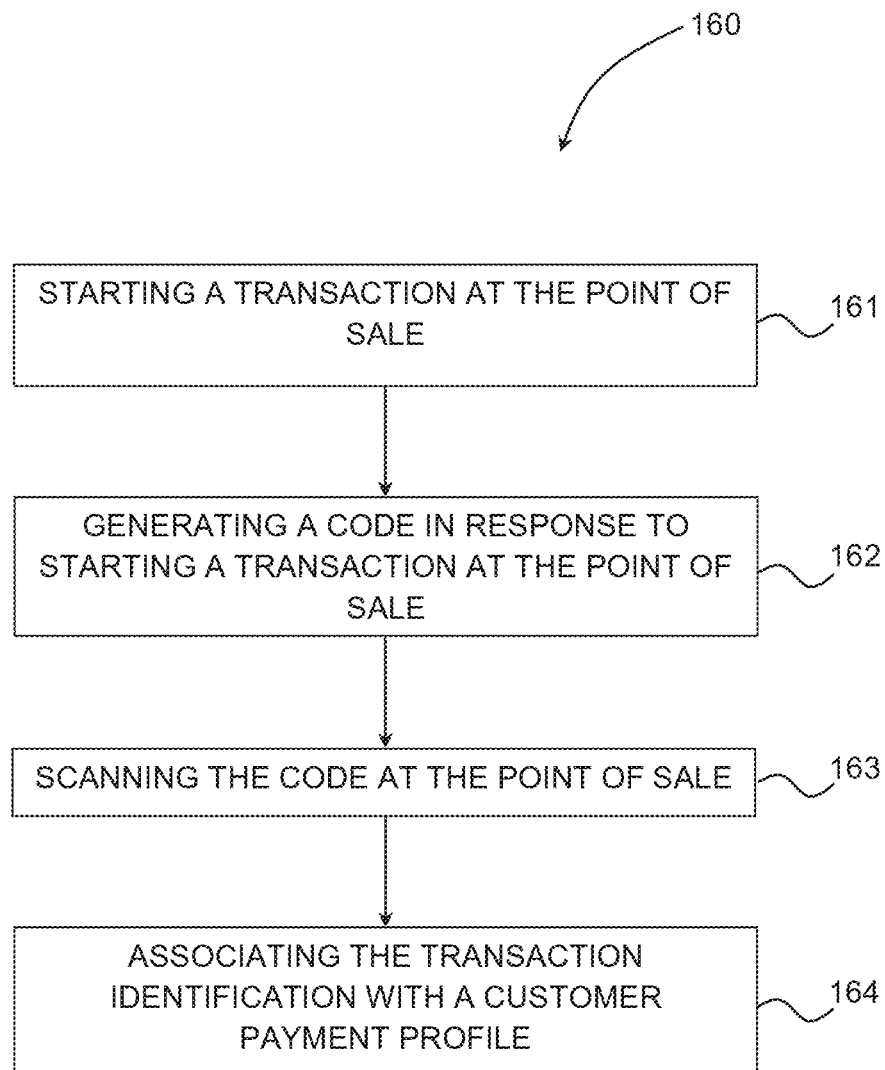 160
STARTING A TRANSACTION AT THE POINT OF
SALE
161
GENERATING A CODE IN RESPONSE TO
STARTING A TRANSACTION AT THE POINT OF
SALE
162
SCANNING THE CODE AT THE POINT OF SALE
163
ASSOCIATING THE TRANSACTION
IDENTIFICATION WITH A CUSTOMER
PAYMENT PROFILE
164